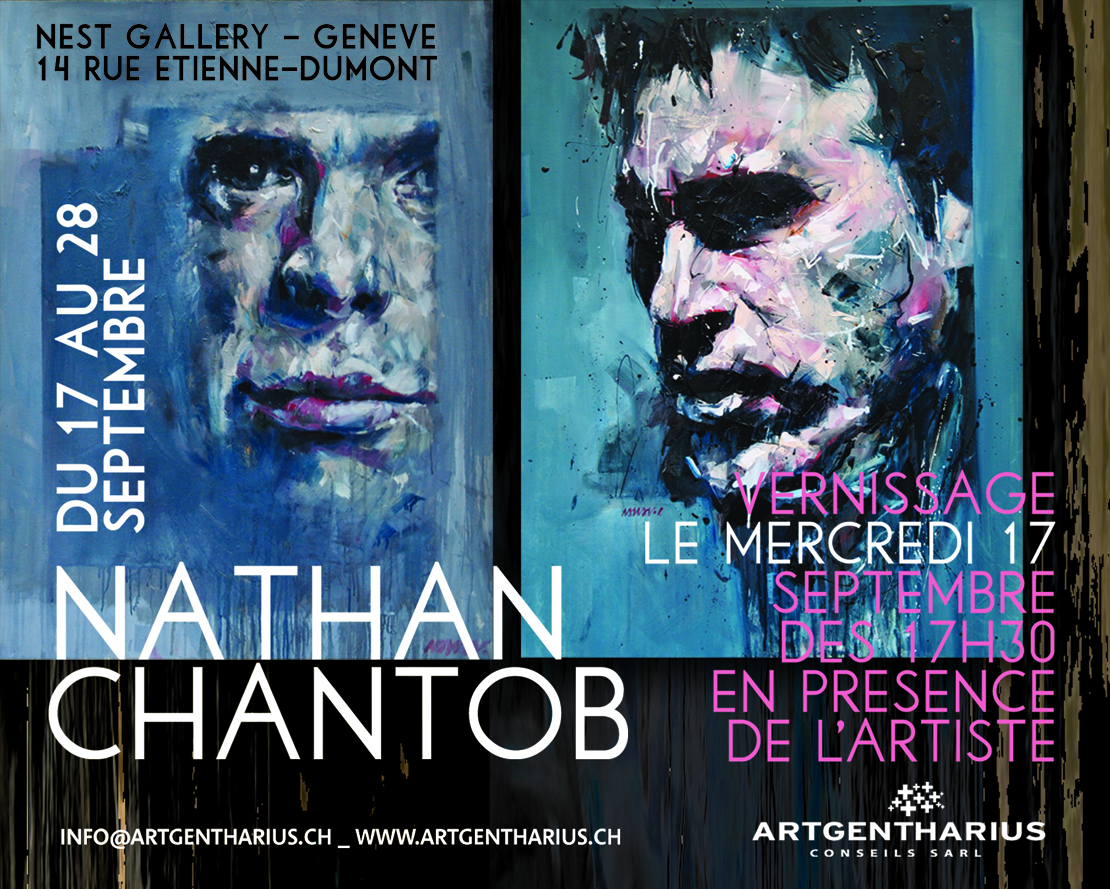 NEST GALLERY – GENEVE
14 RUE ETIENNE–DUMONT
DU 17 AU 28
SEPTEMBRE
NATHAN
CHANTOB
VERNISSAGE
LE MERCREDI 17
SEPTEMBRE
DES 17H30
EN PRESENCE
DE L'ARTISTE
INFO@ARTGENTHARIUS.CH _ WWW.ARTGENTHARIUS.CH
ARTGENTHARIUS
CONSEILS SARL